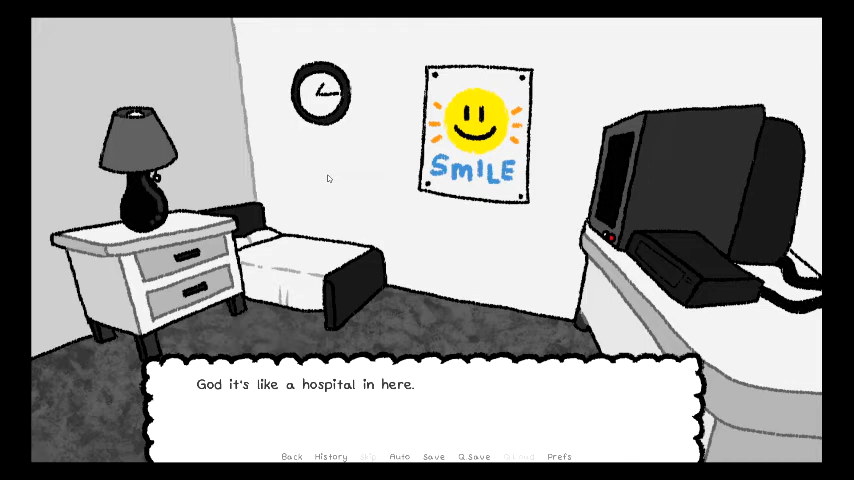 SMILE
God it's like a hospital in here.
Back History Skip Auto Save Q.Save Q.Load Prefs